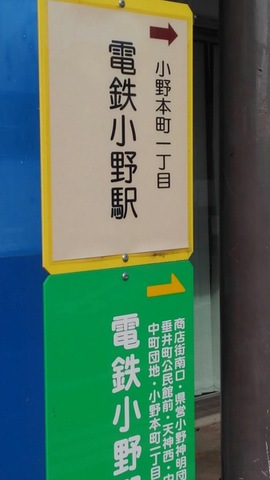 小野本町一丁目
電鉄小野駅
商店街南口・県営小野神明団
垂井町公民館前・天神西・中
中町団地・小野本町一丁目
電鉄小野